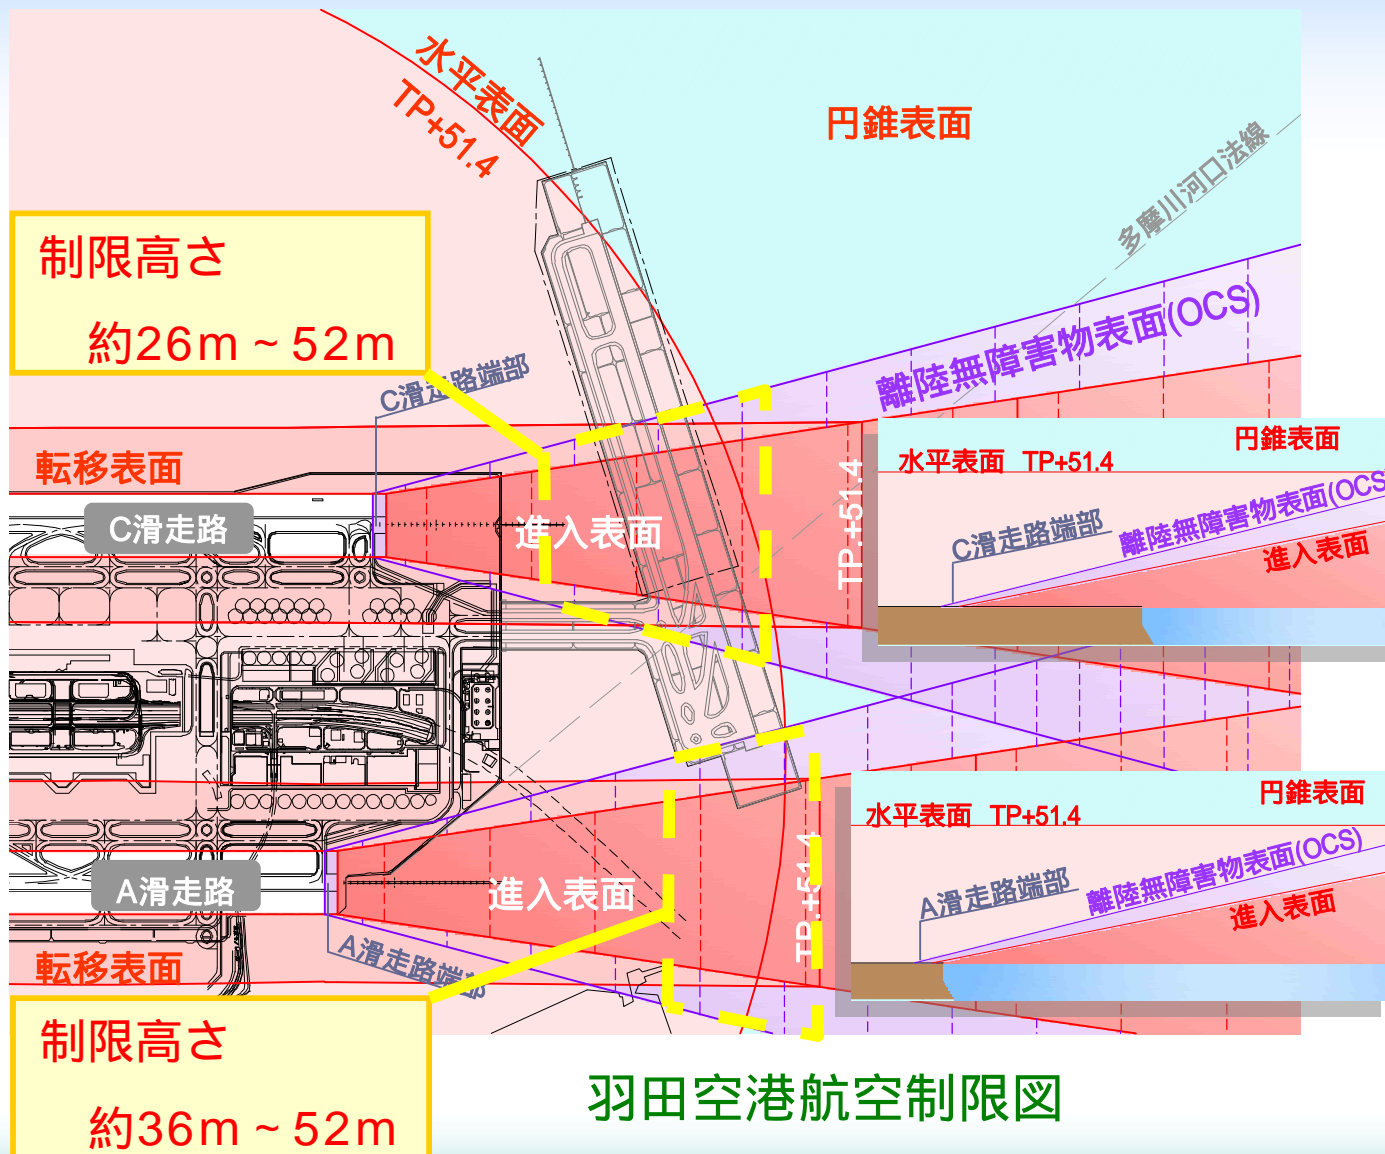 水平表面
TP+51.4
円錐表面
多摩川河口法線
制限高さ
約26m～52m
C滑走路端部
離陸無障害物表面(OCS)
転移表面
C滑走路
進入表面
TP.+51.4
円錐表面
水平表面 TP+51.4
離陸無障害物表面(OCS
C滑走路端部
進入表面
円錐表面
水平表面 TP+51.4
離陸無障害物表面(OCS)
A滑走路端部
進入表面
A滑走路
進入表面
TP.+51.4
転移表面
A滑走路端部
制限高さ
約36m～52m
羽田空港航空制限図